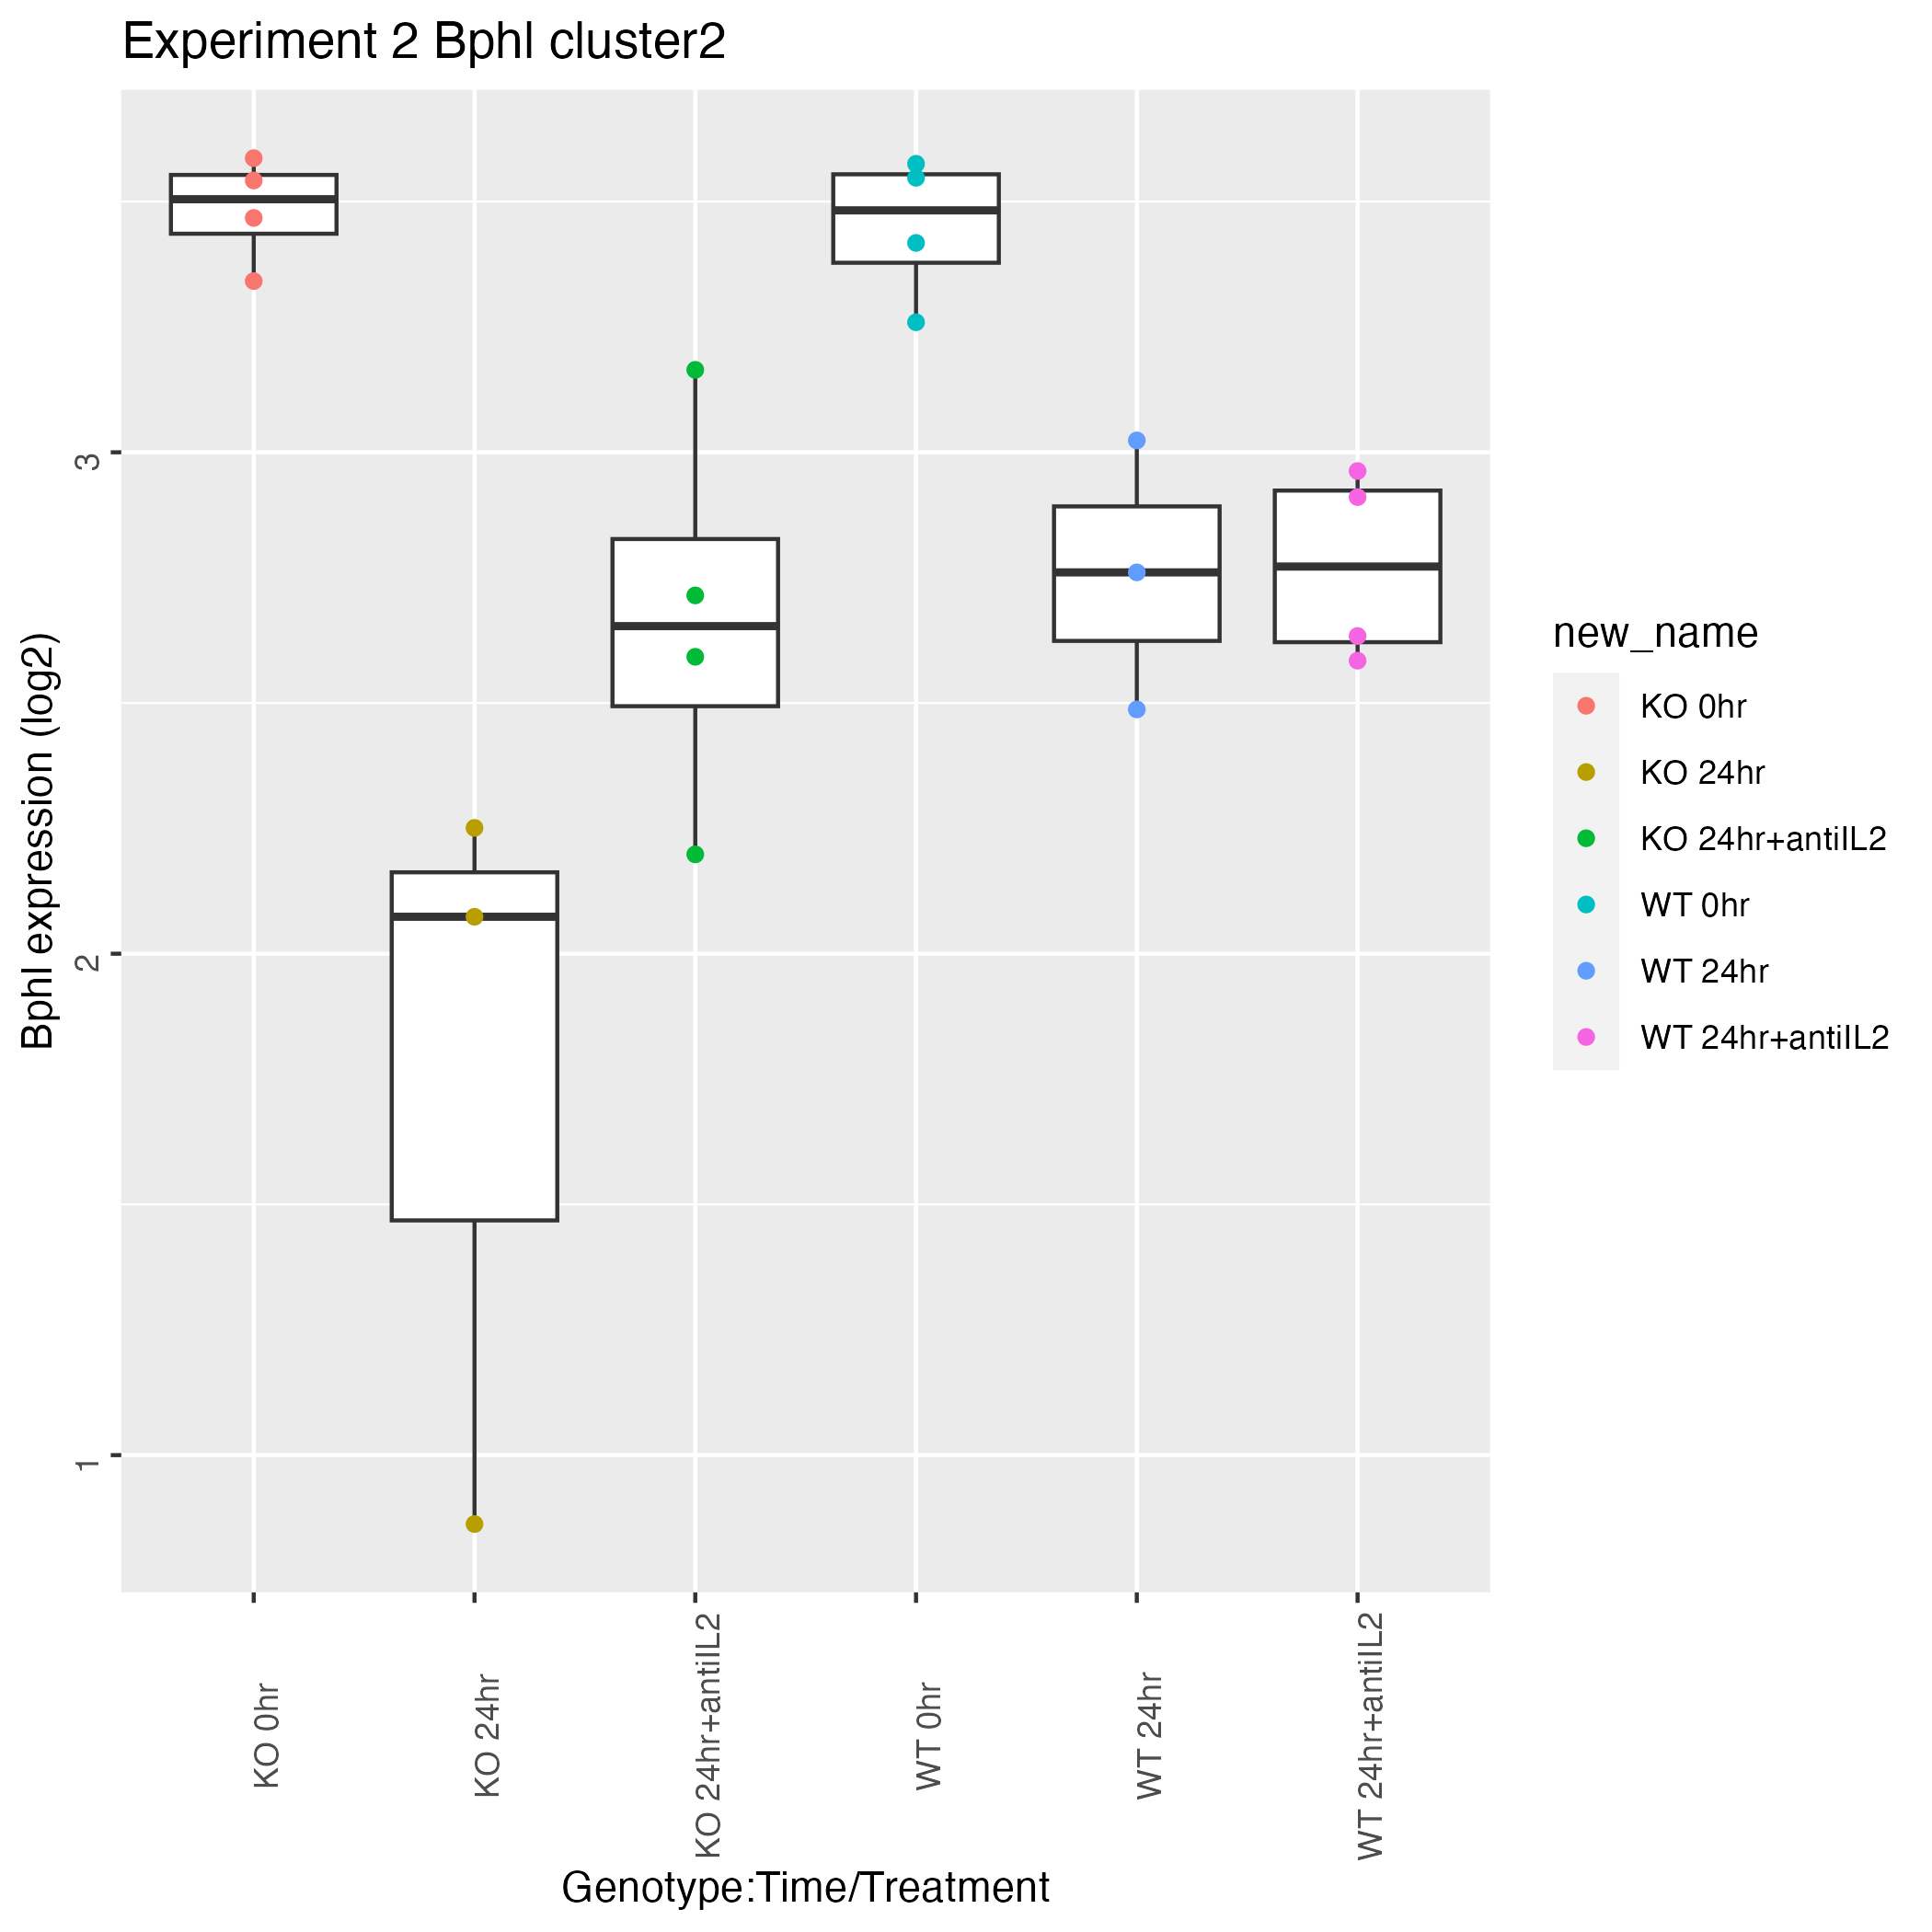 Experiment 2 Bphl cluster2
Bphl expression (log2)
3
2
1
KO 0hr
KO 24hr
KO 24hr+antiIL2
WT 0hr
WT 24hr
WT 24hr+antiIL2
Genotype:Time/Treatment
new_name
KO 0hr
KO 24hr
KO 24hr+antiIL2
WT 0hr
WT 24hr
WT 24hr+antiIL2